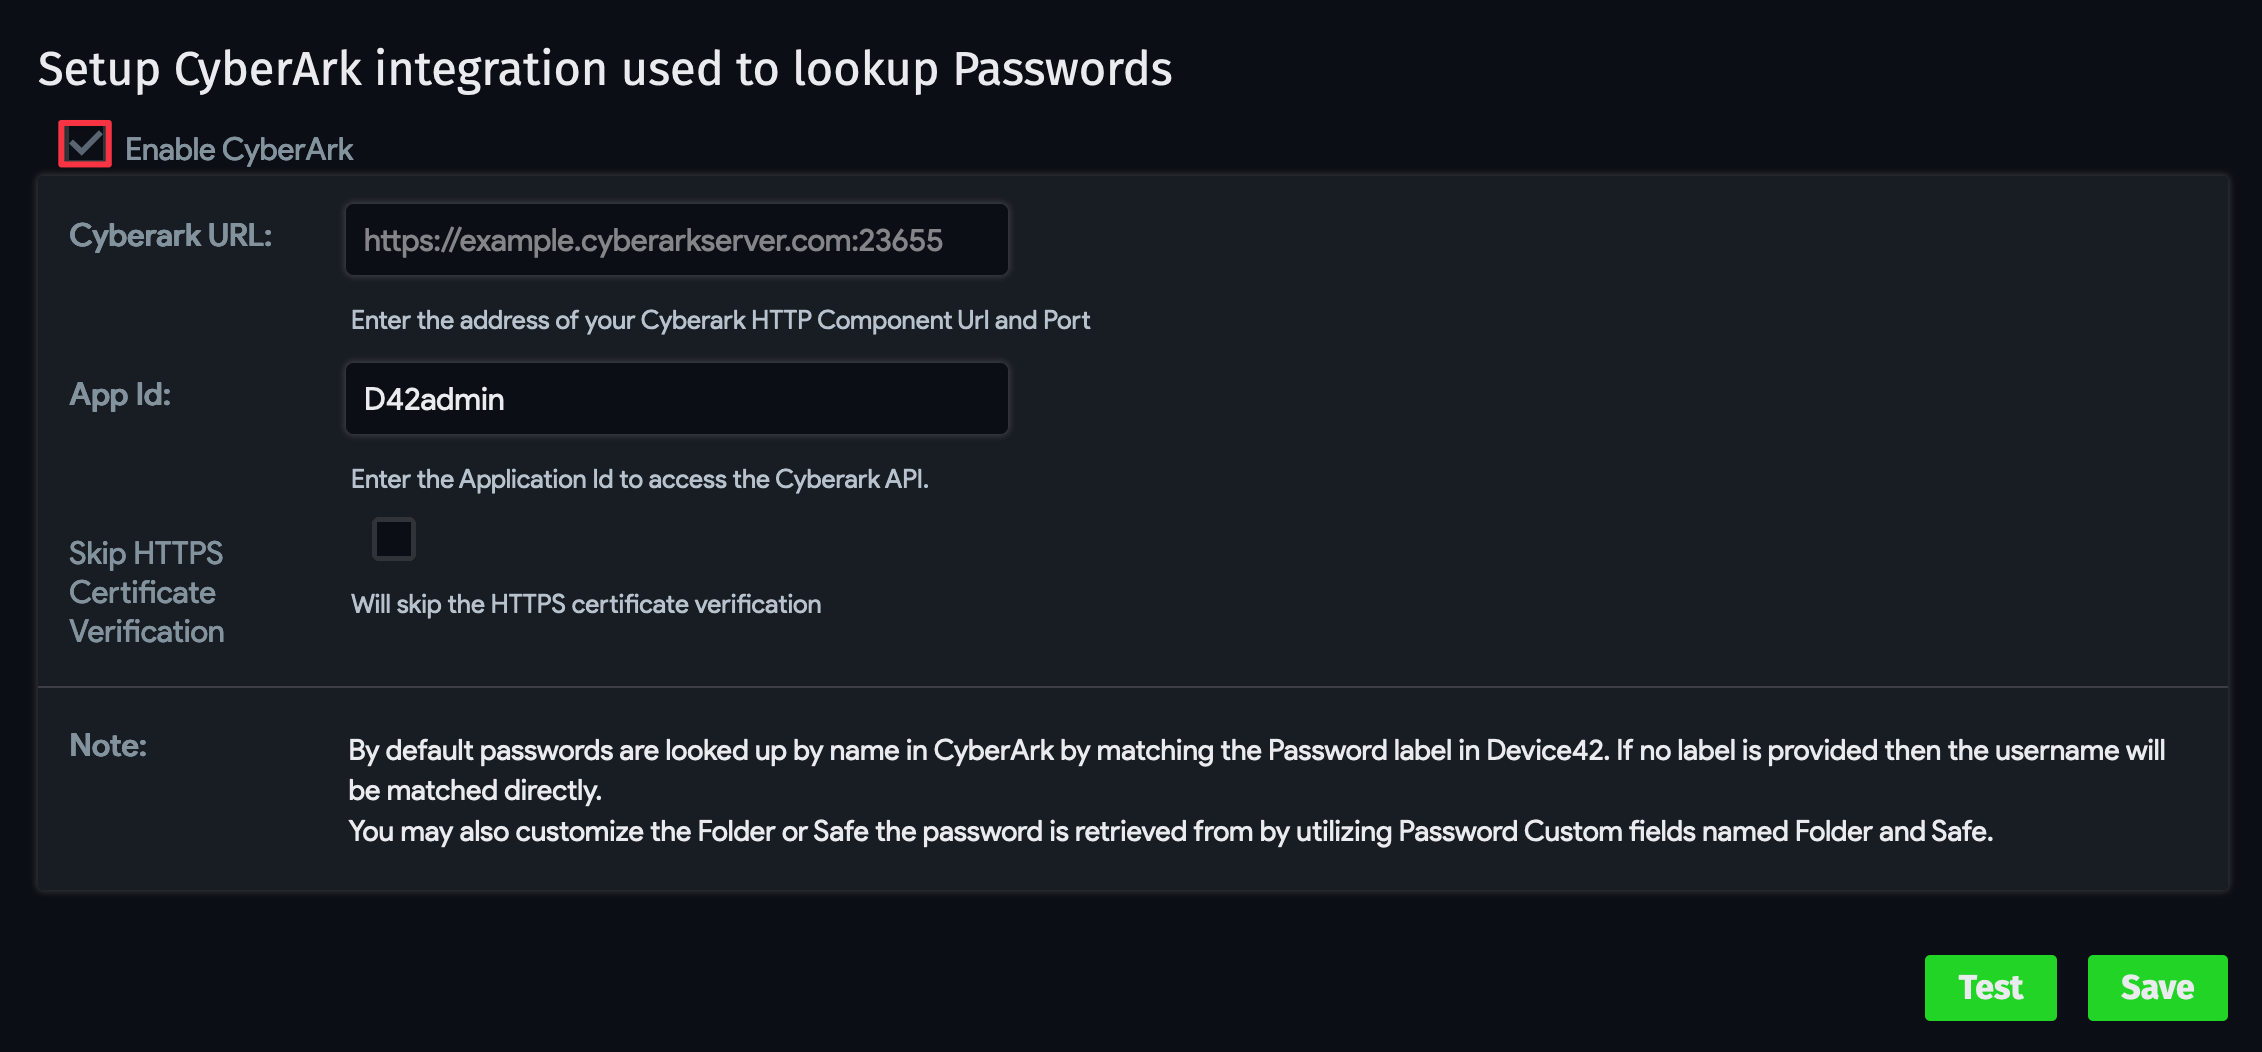 Setup CyberArk integration used to lookup Passwords
Enable CyberArk
Cyberark URL:
https://example.cyberarkserver.com:23655
Enter the address of your Cyberark HTTP Component Url and Port
App Id:
D42admin
Enter the Application Id to access the Cyberark API.
Skip HTTPS
Certificate
Verification
Will skip the HTTPS certificate verification
Note:
By default passwords are looked up by name in CyberArk by matching the Password label in Device42. If no label is provided then the username will
be matched directly.
You may also customize the Folder or Safe the password is retrieved from by utilizing Password Custom fields named Folder and Safe.
Test
Save